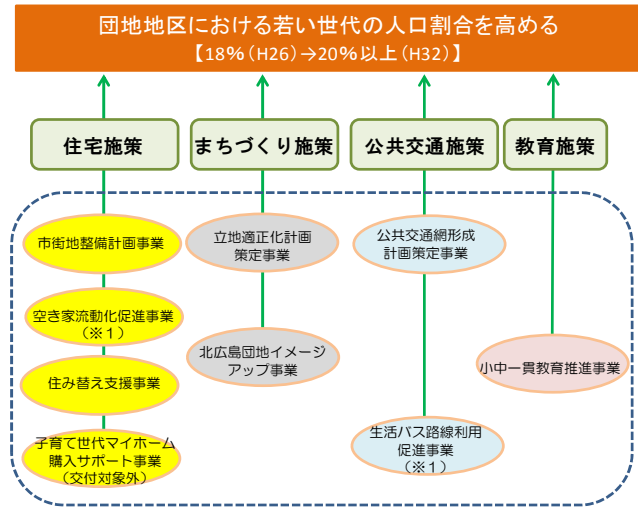 団地地区における若い世代の人口割合を高める
【18%(H26)→20%以上(H32)】
住宅施策
まちづくり施策
公共交通施策
教育施策
市街地整備計画事業
空き家流動化促進事業
(※1)
住み替え支援事業
子育て世代マイホーム
購入サポート事業
(交付対象外)
立地適正化計画
策定事業
北広島団地イメージ
アップ事業
公共交通網形成
計画策定事業
生活バス路線利用
促進事業
(※1)
小中一貫教育推進事業